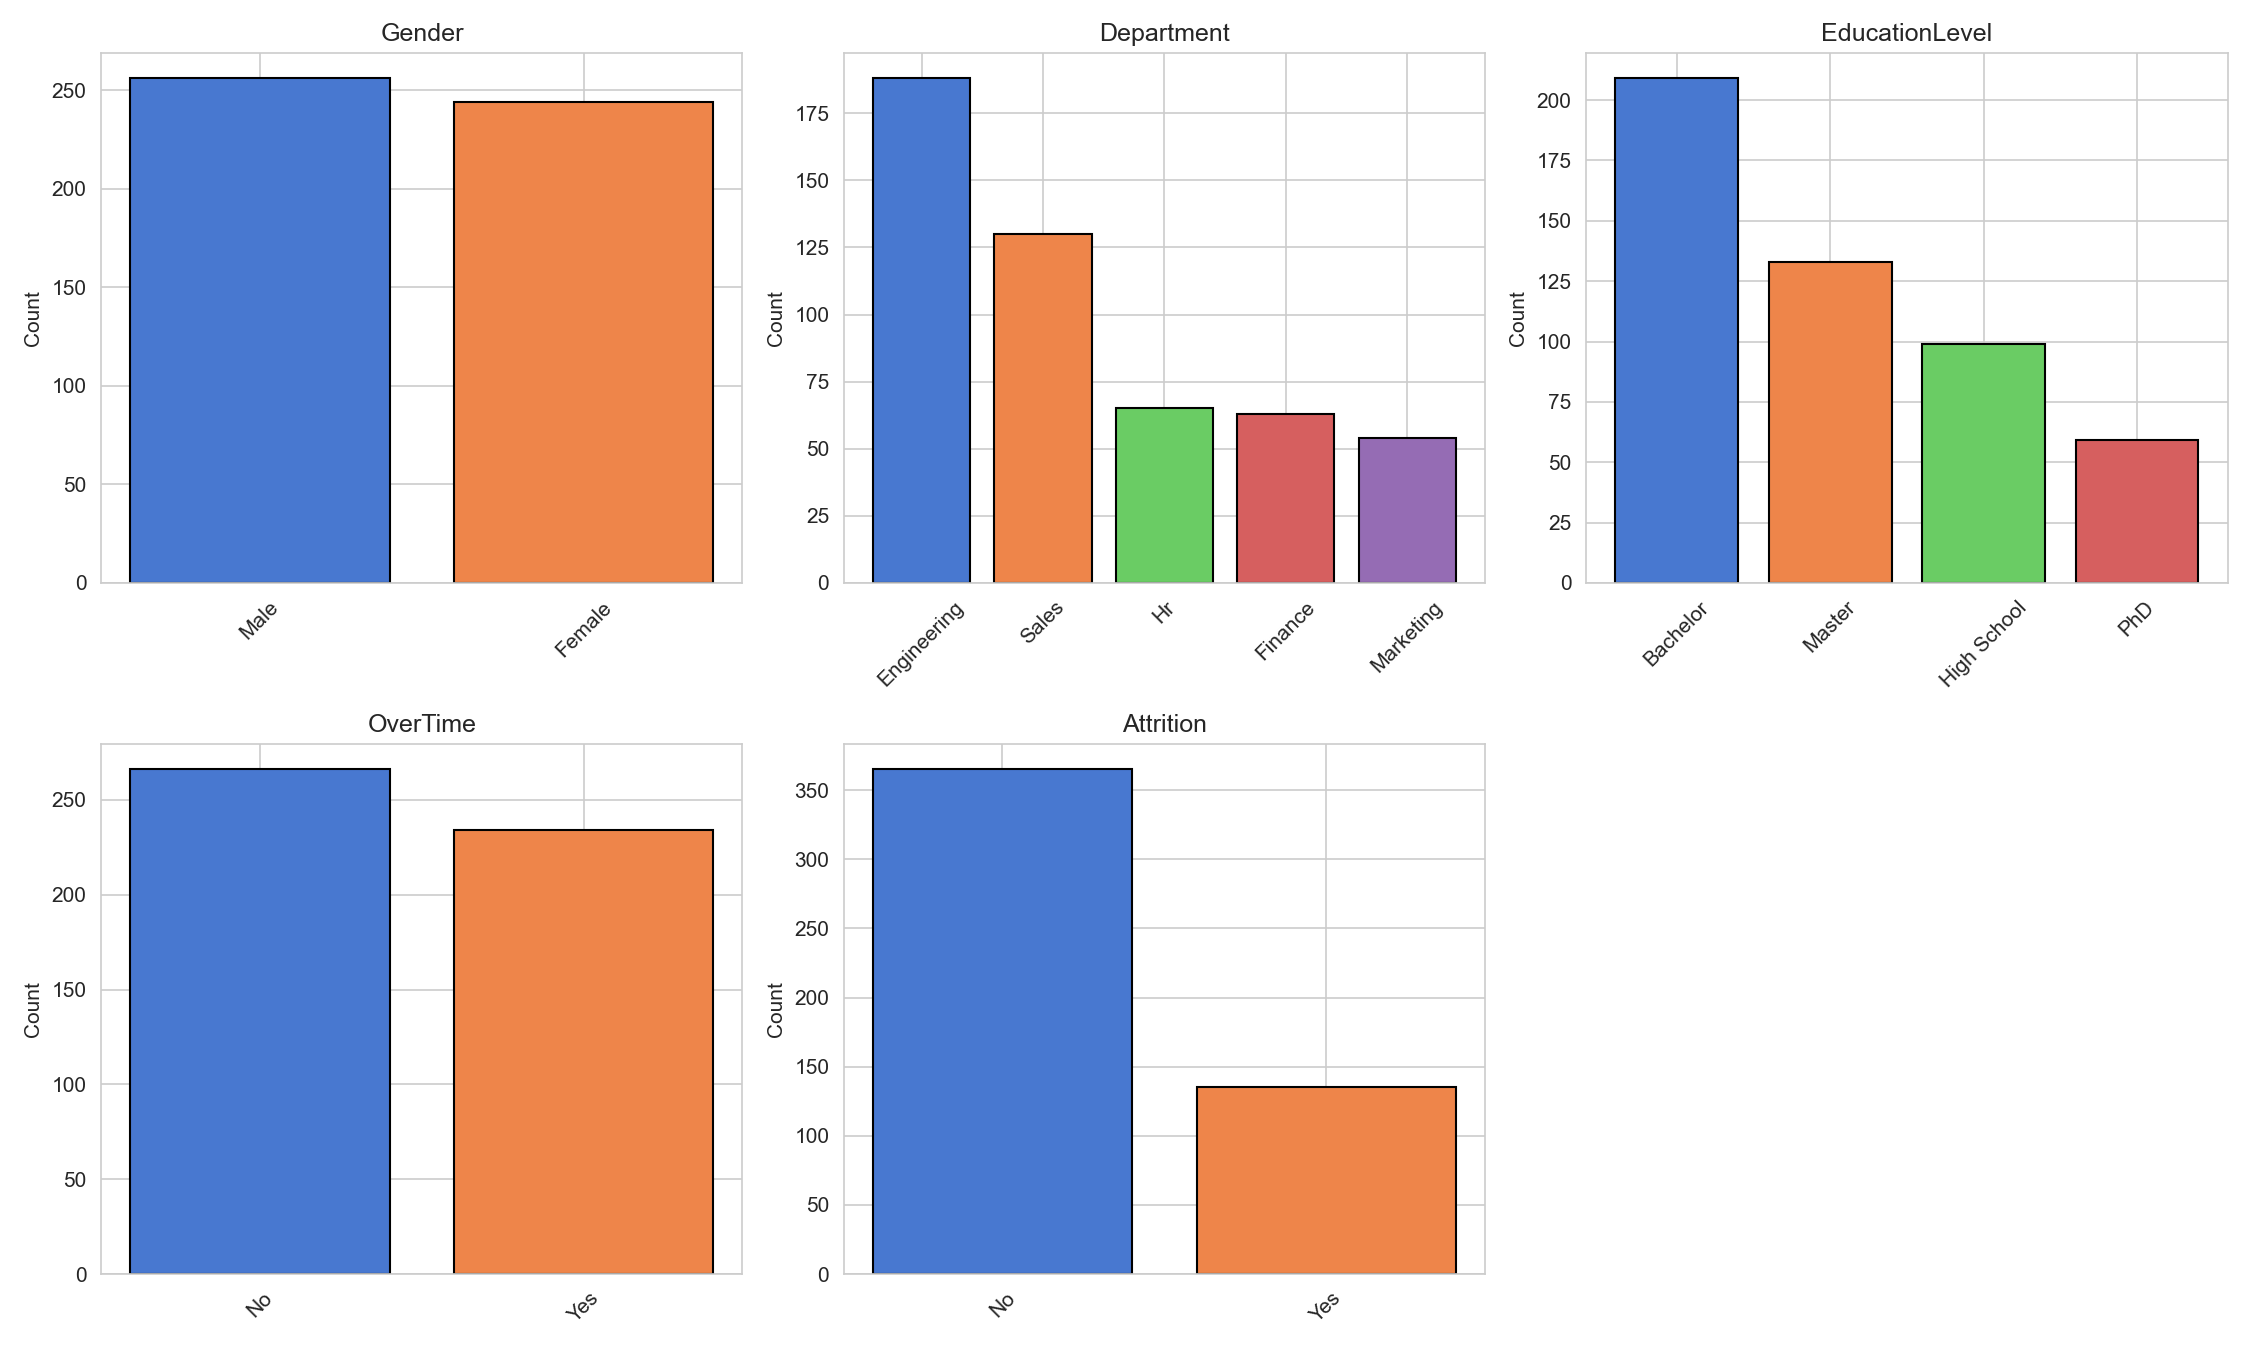 Gender
Count
250
200
150
100
50
0
Male
Female
Department
Count
175
150
125
100
75
50
25
0
Engineering
Sales
Hr
Finance
Marketing
EducationLevel
Count
200
175
150
125
100
75
50
25
0
Bachelor
Master
High School
PhD
OverTime
Count
250
200
150
100
50
0
No
Yes
Attrition
Count
350
300
250
200
150
100
50
0
No
Yes